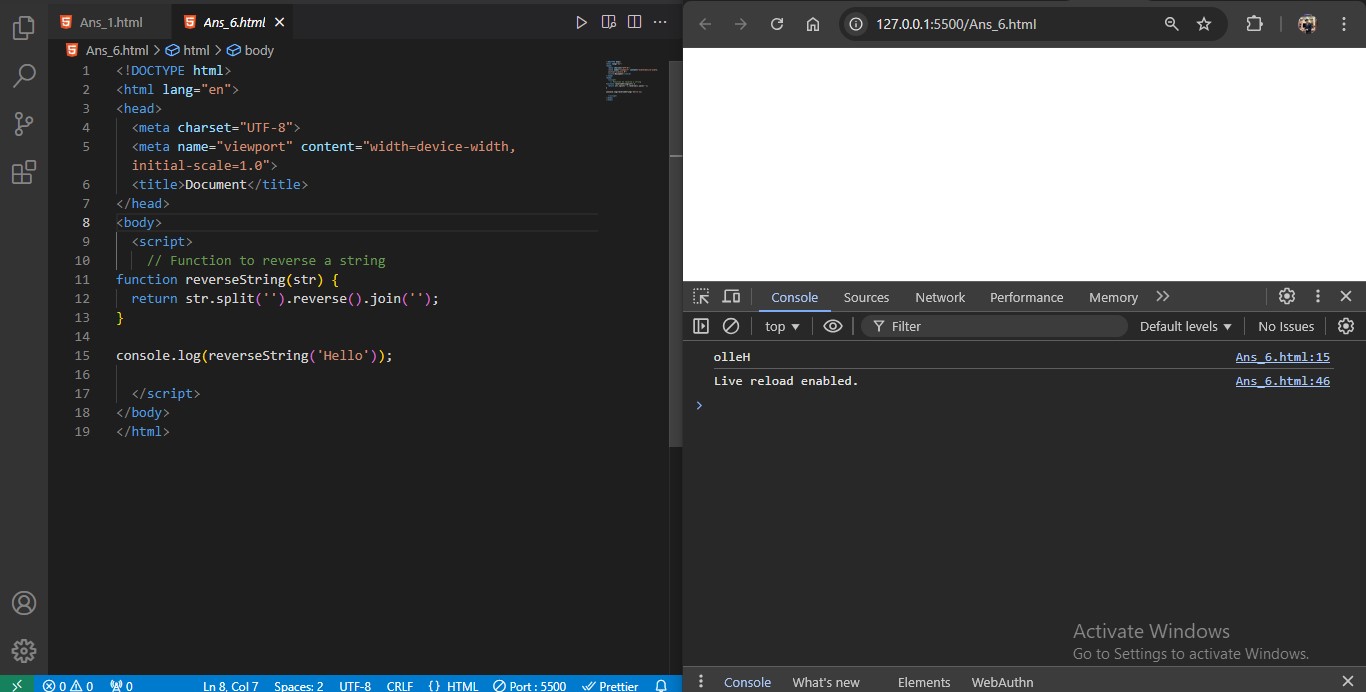 Ans_1.html
Ans_6.html
Ans_6.html > html > body
1 <!DOCTYPE html>
2 <html lang="en">
3 <head>
4 <meta charset="UTF-8">
5 <meta name="viewport" content="width=device-width,
initial-scale=1.0">
6 <title>Document</title>
7 </head>
8 <body>
9 <script>
10 // Function to reverse a string
11 function reverseString(str) {
12 return str.split('').reverse().join('');
13 }
14
15 console.log(reverseString('Hello'));
16
17 </script>
18 </body>
19 </html>
0 0 0 Ln 8, Col 7 Spaces: 2 UTF-8 CRLF {} HTML Port : 5500 Prettier
127.0.0.1:5500/Ans_6.html
Console Sources Network Performance Memory
top Filter Default levels No Issues
olleH Ans_6.html:15
Live reload enabled. Ans_6.html:46
Activate Windows
Go to Settings to activate Windows.
Console What's new Elements WebAuthn